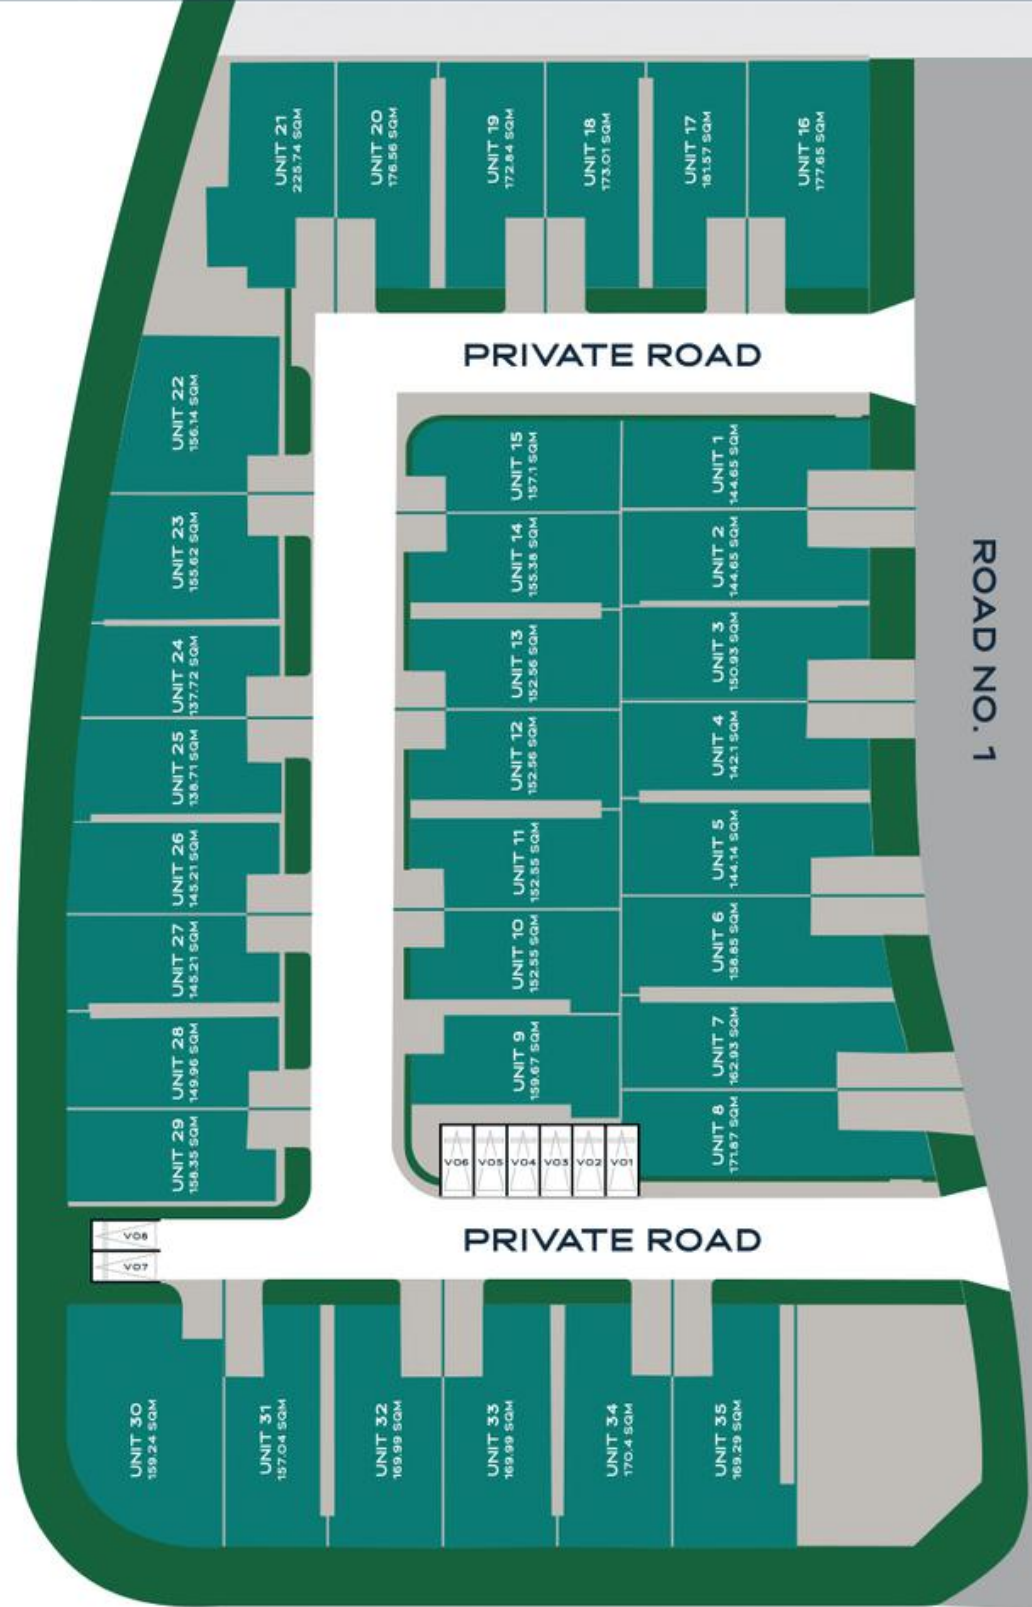 UNIT 21
225.74 SQM
UNIT 20
176.56 SQM
UNIT 19
172.84 SQM
UNIT 18
173.01 SQM
UNIT 17
181.57 SQM
UNIT 16
177.65 SQM
PRIVATE ROAD
UNIT 22
156.14 SQM
UNIT 23
155.62 SQM
UNIT 24
137.72 SQM
UNIT 25
138.71 SQM
UNIT 26
145.21 SQM
UNIT 27
145.21 SQM
UNIT 28
149.96 SQM
UNIT 29
158.35 SQM
UNIT 15
157.1 SQM
UNIT 14
155.38 SQM
UNIT 13
152.56 SQM
UNIT 12
152.56 SQM
UNIT 11
152.55 SQM
UNIT 10
152.55 SQM
UNIT 9
159.67 SQM
UNIT 1
144.65 SQM
UNIT 2
144.65 SQM
UNIT 3
150.93 SQM
UNIT 4
142.1 SQM
UNIT 5
144.14 SQM
UNIT 6
158.85 SQM
UNIT 7
162.93 SQM
UNIT 8
171.87 SQM
ROAD NO. 1
V06
V05
V04
V03
V02
V01
V08
V07
PRIVATE ROAD
UNIT 30
159.24 SQM
UNIT 31
157.04 SQM
UNIT 32
169.99 SQM
UNIT 33
169.99 SQM
UNIT 34
170.4 SQM
UNIT 35
169.29 SQM